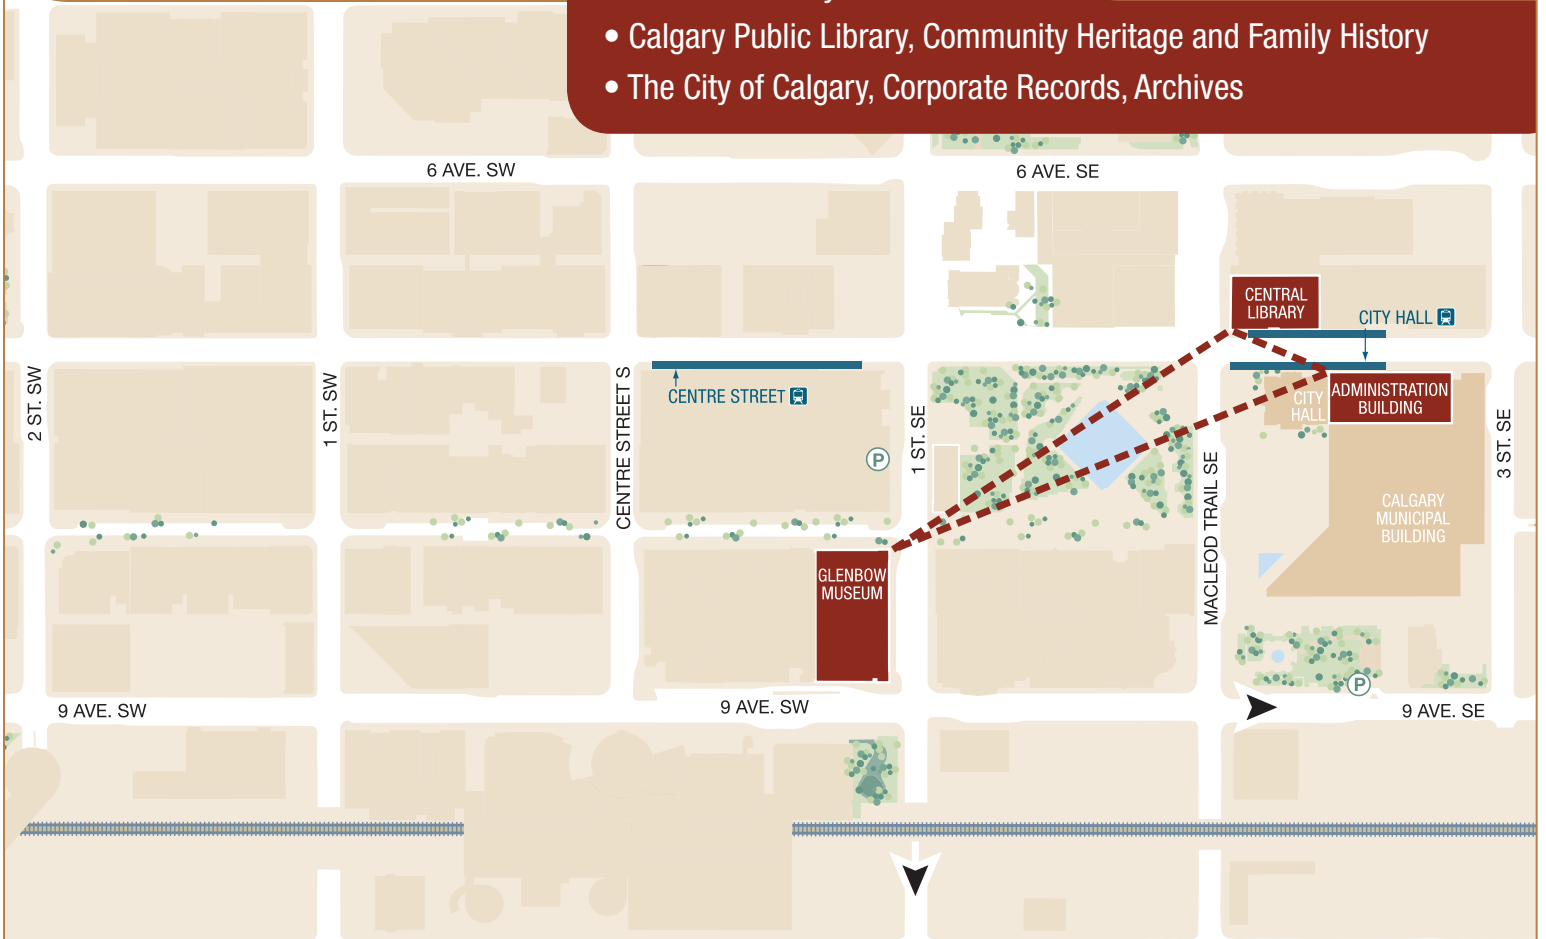 • Calgary Public Library, Community Heritage and Family History
• The City of Calgary, Corporate Records, Archives
6 AVE. SW
6 AVE. SE
CENTRAL
LIBRARY
CITY HALL
2 ST. SW
1 ST. SW
CENTRE STREET S
CENTRE STREET
P
1 ST. SE
MACLEOD TRAIL SE
CITY
HALL
ADMINISTRATION
BUILDING
3 ST. SE
CALGARY
MUNICIPAL
BUILDING
GLENBOW
MUSEUM
P
9 AVE. SW
9 AVE. SW
9 AVE. SE